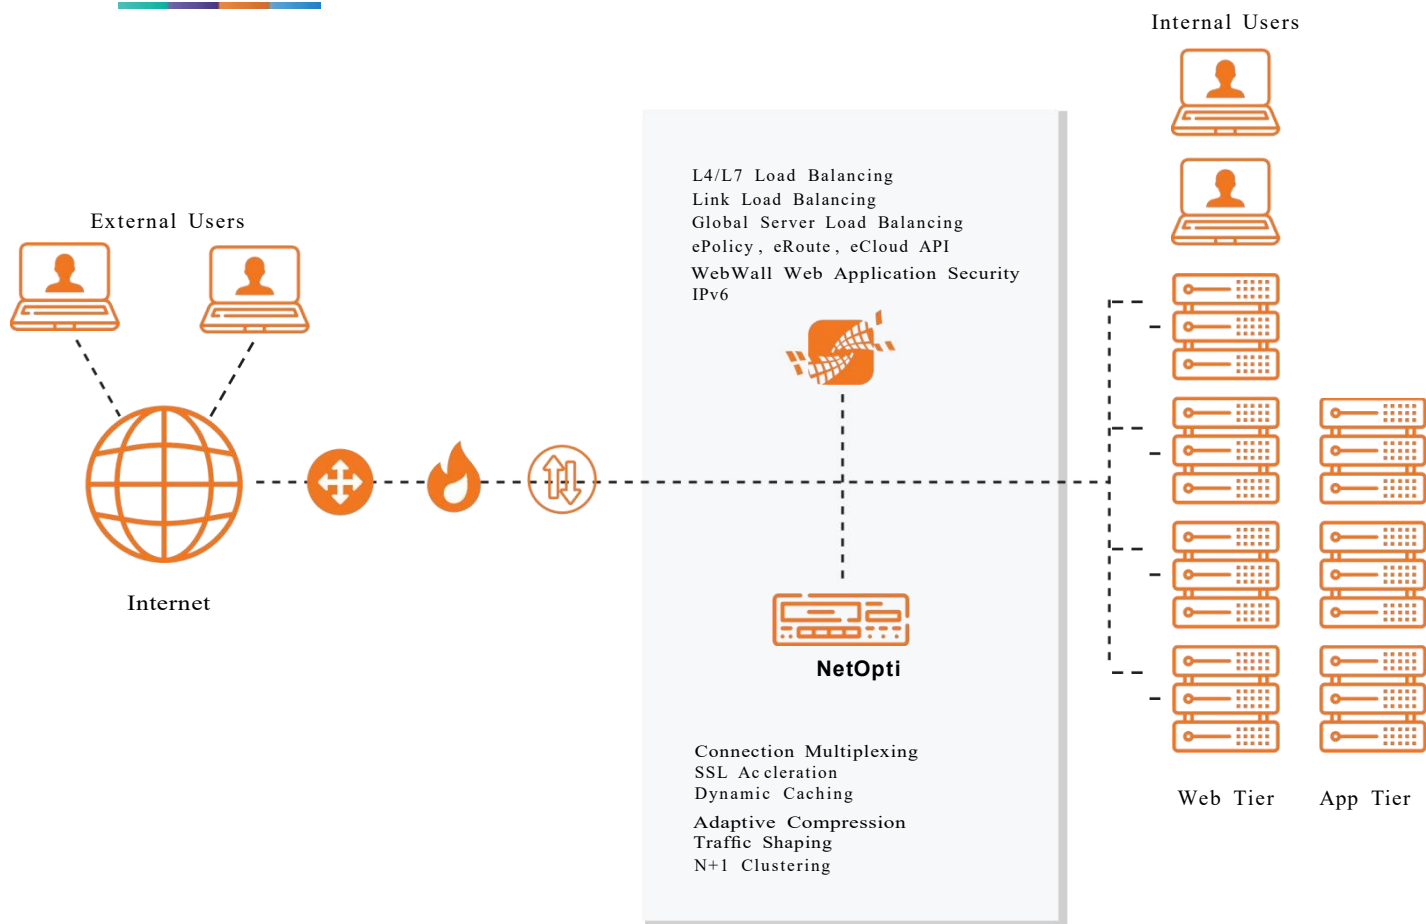 Internal Users
External Users
L4/L7 Load Balancing
Link Load Balancing
Global Server Load Balancing
ePolicy, eRoute, eCloud API
WebWall Web Application Security
IPv6
Internet
NetOpti
Connection Multiplexing
SSL Accleration
Dynamic Caching
Adaptive Compression
Traffic Shaping
N+1 Clustering
Web Tier
App Tier